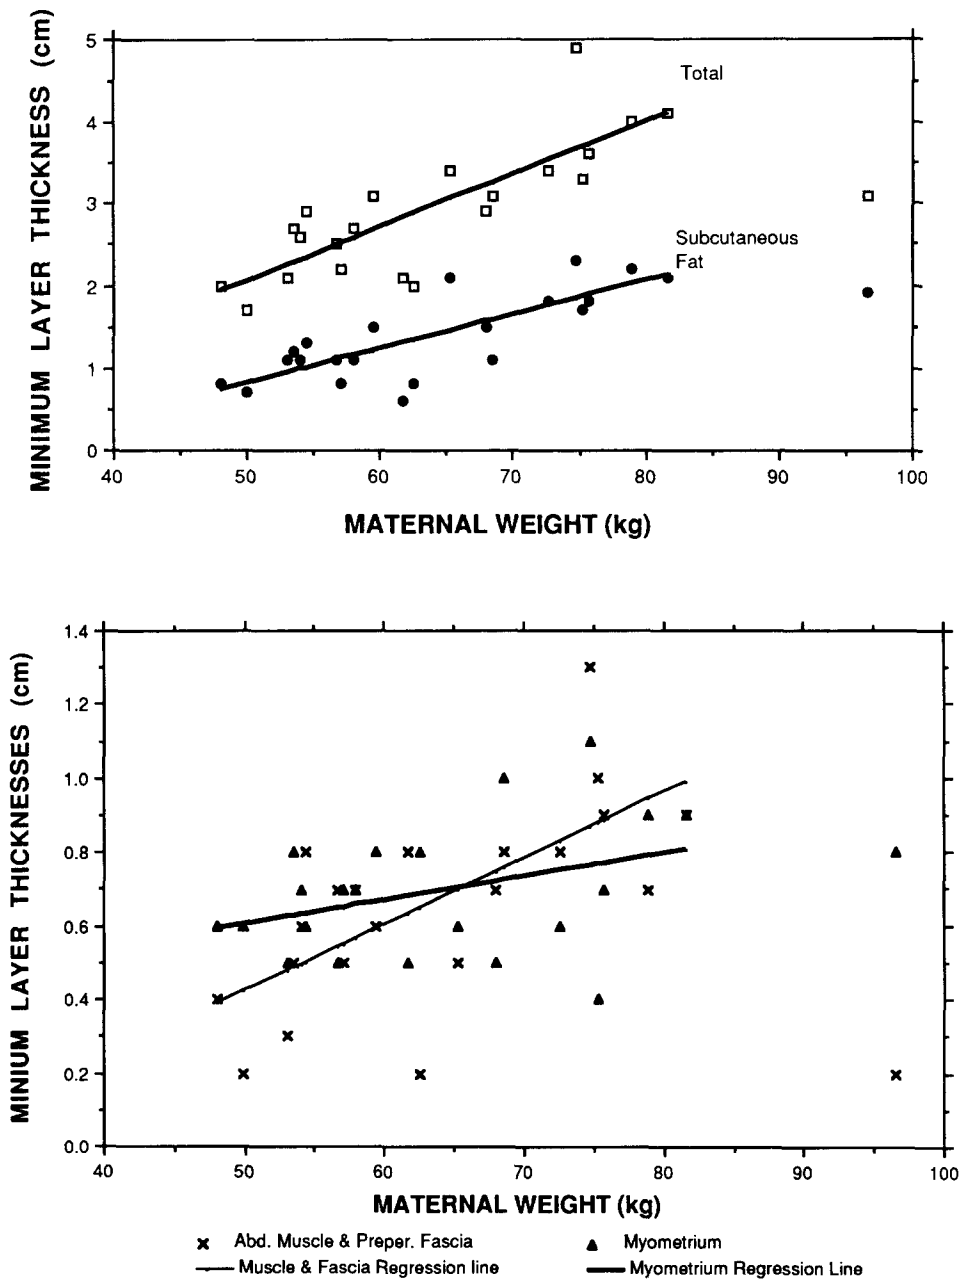 MINIMUM LAYER THICKNESS (cm)
5
4
3
2
1
0
Total
Subcutaneous
Fat
40 50 60 70 80 90 100
MATERNAL WEIGHT (kg)
MINIUM LAYER THICKNESSES (cm)
1.4
1.2
1.0
0.8
0.6
0.4
0.2
0.0
40 50 60 70 80 90 100
MATERNAL WEIGHT (kg)
Abd. Muscle & Preper. Fascia Myometrium
Muscle & Fascia Regression line Myometrium Regression Line